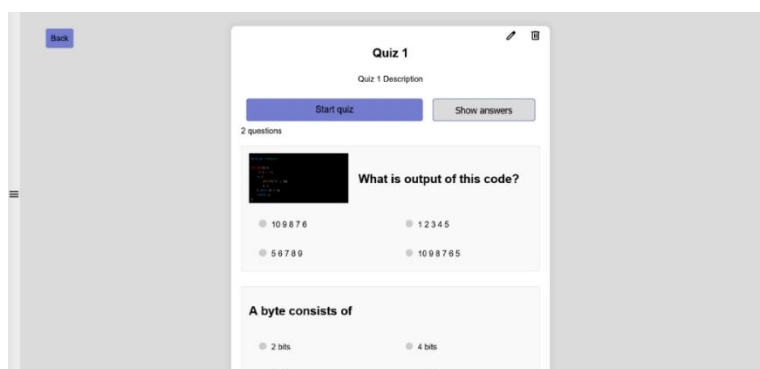 Back
Quiz 1
Quiz 1 Description
Start quiz
Show answers
2 questions
What is output of this code?
10 9 8 7 6
1 2 3 4 5
5 6 7 8 9
10 9 8 7 6 5
A byte consists of
2 bits
4 bits